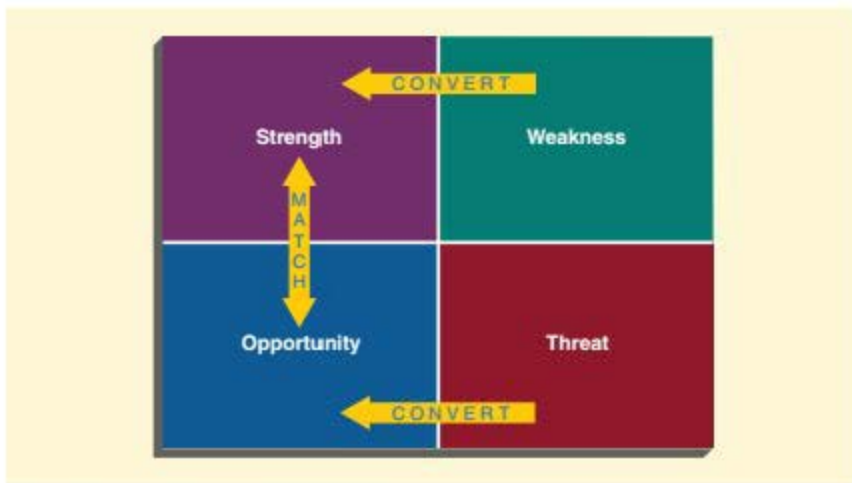 CONVERT
Strength
Weakness
MATCH
Opportunity
Threat
CONVERT